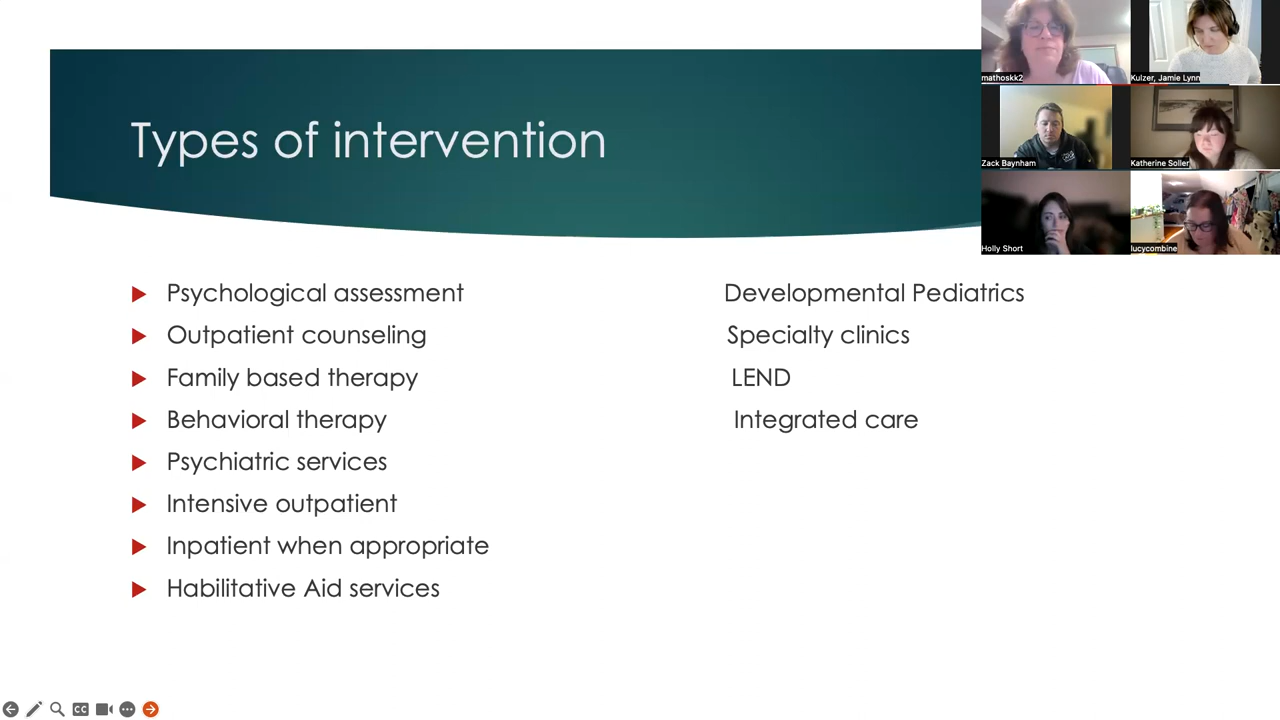 Types of intervention
mathoskk2
Kulzer, Jamie Lynn
Zack Baynham
Katherine Soller
Holly Short
lucycombine
Psychological assessment Developmental Pediatrics
Outpatient counseling Specialty clinics
Family based therapy LEND
Behavioral therapy Integrated care
Psychiatric services
Intensive outpatient
Inpatient when appropriate
Habilitative Aid services
CC